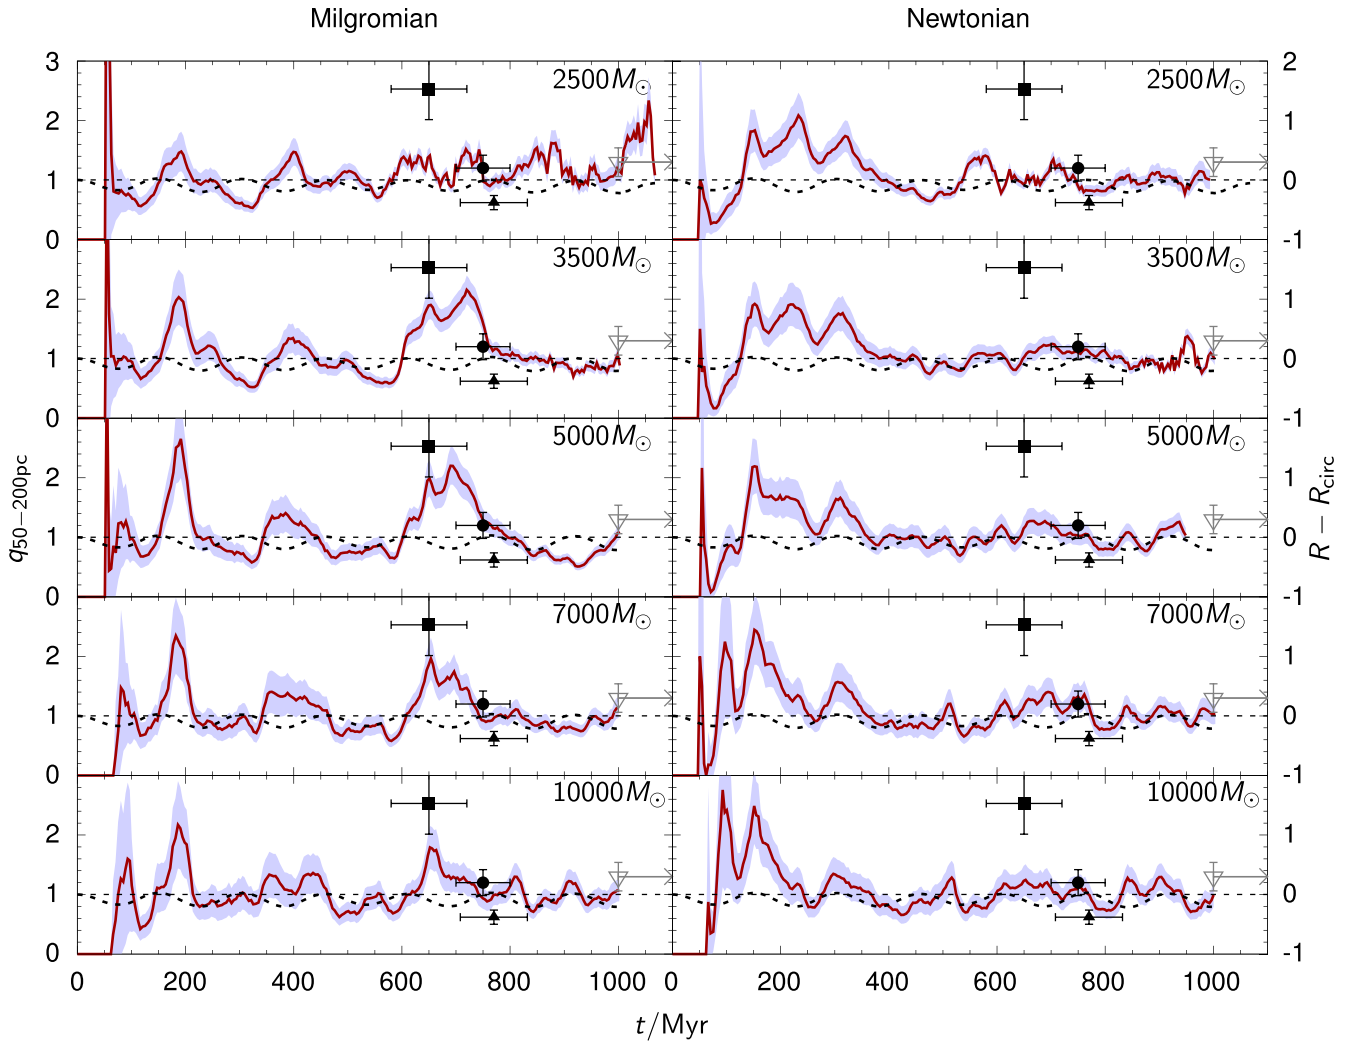 Milgromian Newtonian
3 2500M☉ 2500M☉ 2
2 1
1 0
0 -1
3500M☉ 3500M☉
2 1
1 0
0 -1
5000M☉ 5000M☉
2 1
1 0
0 -1
7000M☉ 7000M☉
2 1
1 0
0 -1
10000M☉ 10000M☉
2 1
1 0
0 -1
0 200 400 600 800 1000 0 200 400 600 800 1000
t/Myr
q50−200pc
R − Rcirc